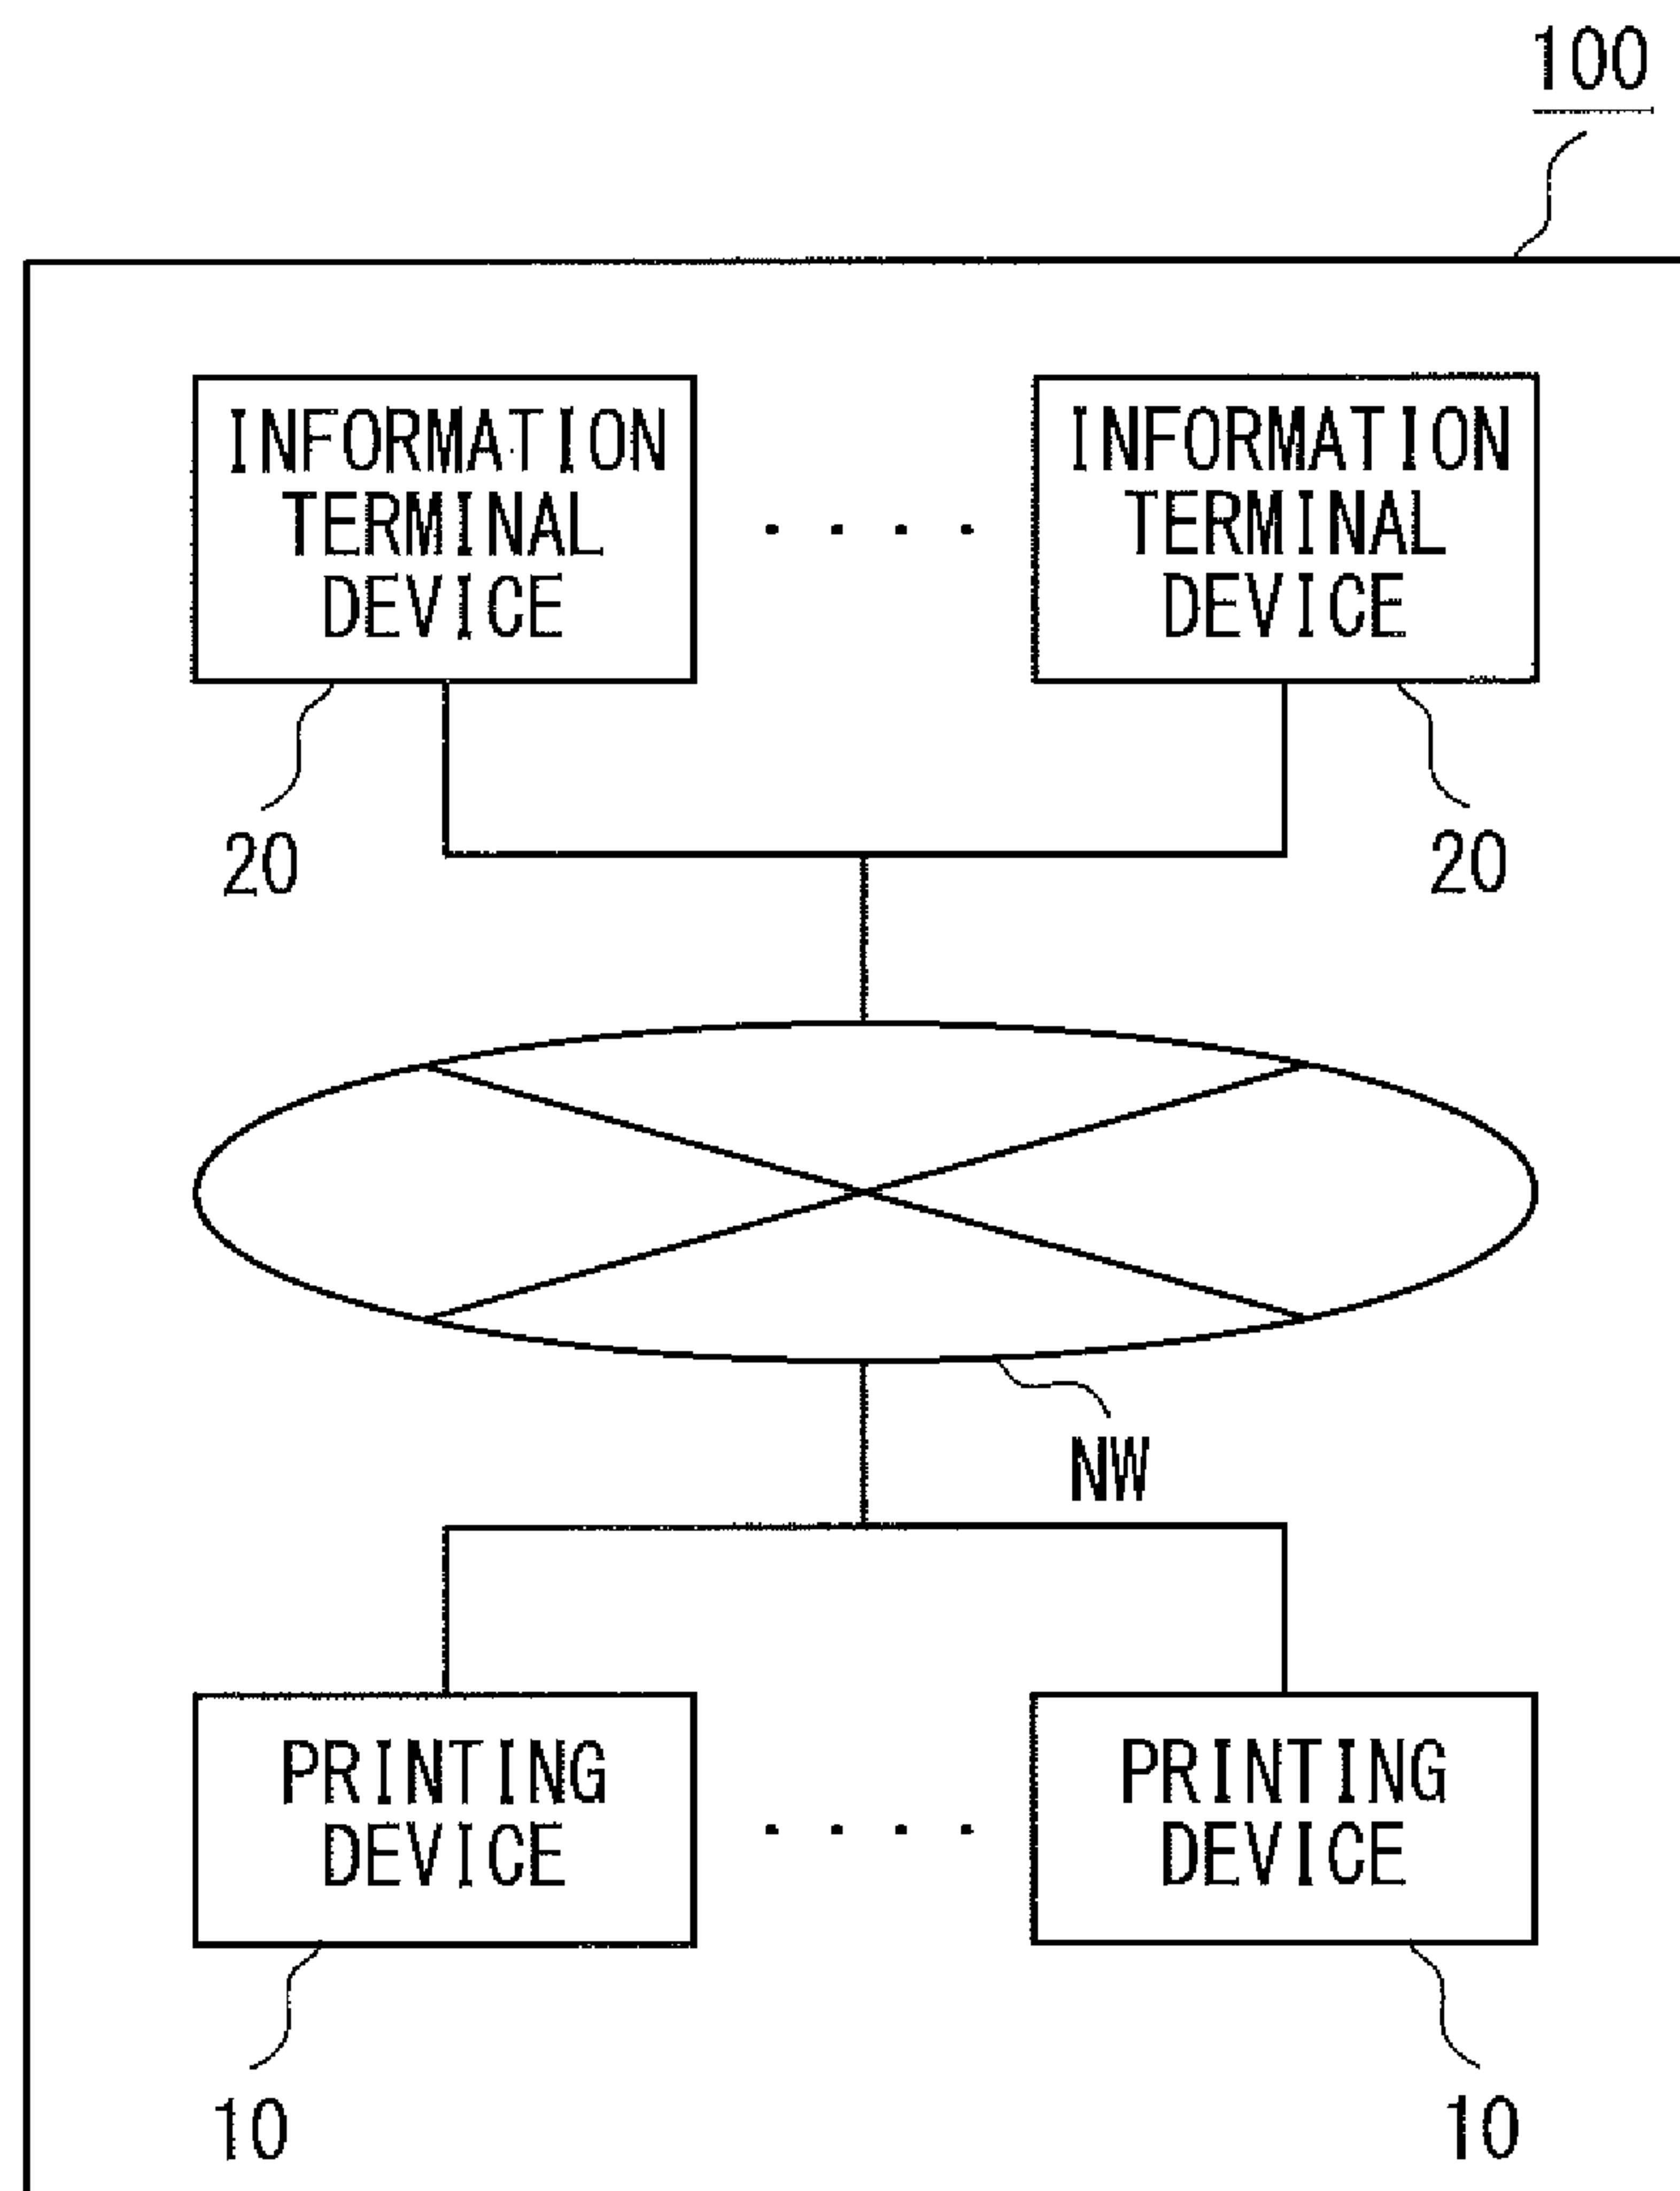 100
INFORMATION
TERMINAL
DEVICE
. . . .
INFORMATION
TERMINAL
DEVICE
20
20
NW
PRINTING
DEVICE
. . . .
PRINTING
DEVICE
10
10